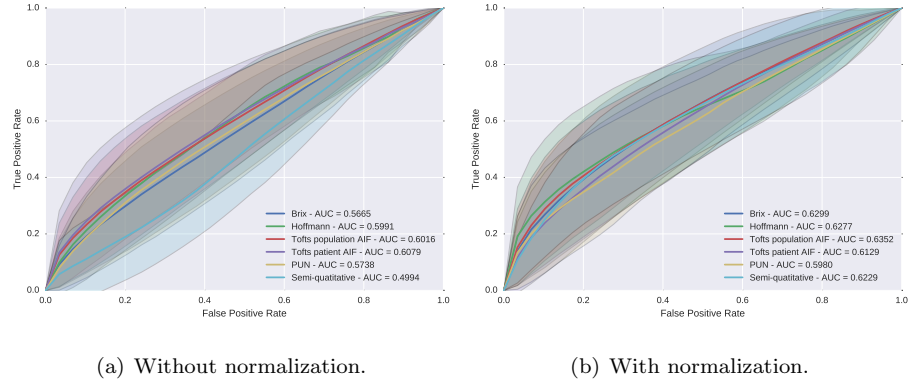 1.0
0.8
0.6
0.4
0.2
0.0
True Positive Rate
Brix - AUC = 0.5665
Hoffmann - AUC = 0.5991
Tofts population AIF - AUC = 0.6016
Tofts patient AIF - AUC = 0.6079
PUN - AUC = 0.5738
Semi-quatitative - AUC = 0.4994
0.0 0.2 0.4 0.6 0.8 1.0
False Positive Rate
(a) Without normalization.
1.0
0.8
0.6
0.4
0.2
0.0
True Positive Rate
Brix - AUC = 0.6299
Hoffmann - AUC = 0.6277
Tofts population AIF - AUC = 0.6352
Tofts patient AIF - AUC = 0.6129
PUN - AUC = 0.5980
Semi-quatitative - AUC = 0.6229
0.0 0.2 0.4 0.6 0.8 1.0
False Positive Rate
(b) With normalization.